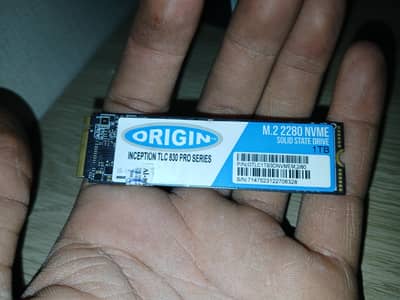 ORIGIN
INCEPTION TLC 830 PRO SERIES
M.2 2280 NVME
SOLID STATE DRIVE
1TB